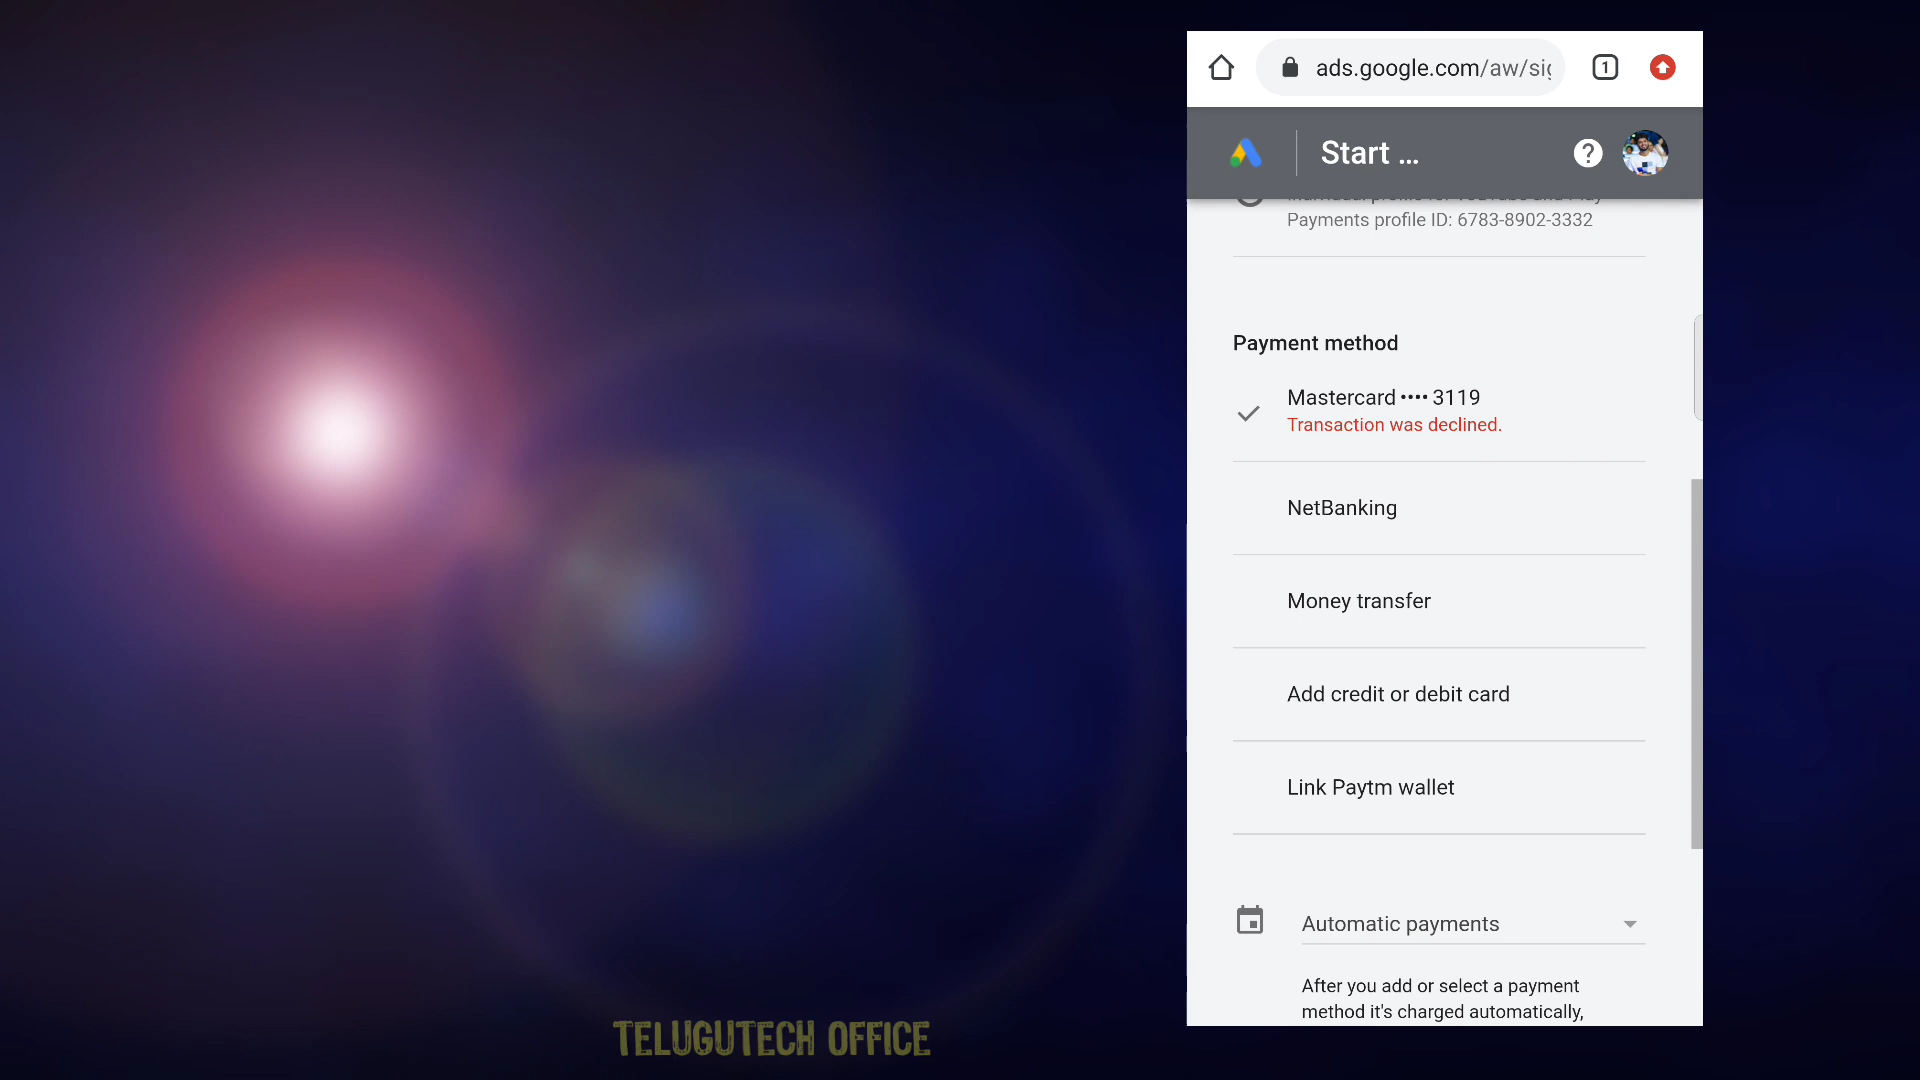 1
ads.google.com/aw/sig
Start ...
?
Payments profile ID: 6783-8902-3332
Payment method
Mastercard •••• 3119
Transaction was declined.
NetBanking
Money transfer
Add credit or debit card
Link Paytm wallet
Automatic payments
After you add or select a payment
method it's charged automatically,
TELUGUTECH OFFICE